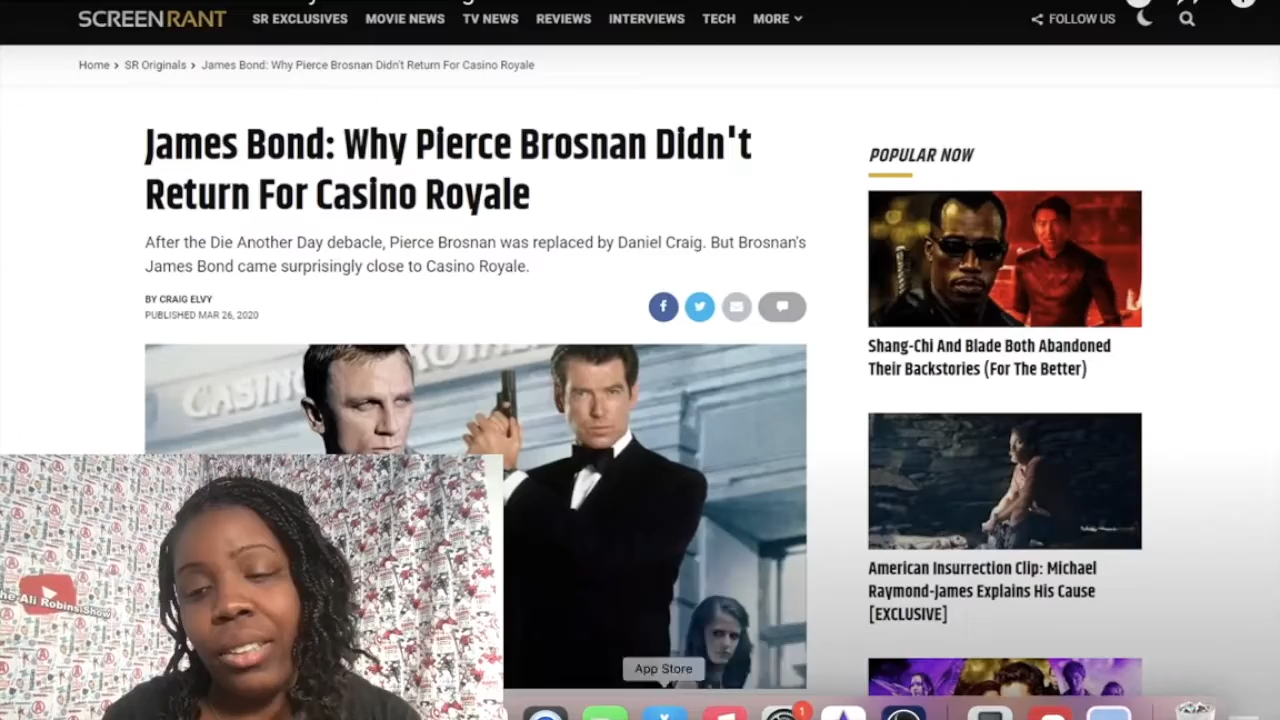 SCREENRANT SR EXCLUSIVES MOVIE NEWS TV NEWS REVIEWS INTERVIEWS TECH MORE FOLLOW US
Home > SR Originals > James Bond: Why Pierce Brosnan Didn't Return For Casino Royale
James Bond: Why Pierce Brosnan Didn't
Return For Casino Royale
After the Die Another Day debacle, Pierce Brosnan was replaced by Daniel Craig. But Brosnan's
James Bond came surprisingly close to Casino Royale.
BY CRAIG ELVY
PUBLISHED MAR 26, 2020
CASINO
POPULAR NOW
Shang-Chi And Blade Both Abandoned
Their Backstories (For The Better)
American Insurrection Clip: Michael
Raymond-James Explains His Cause
[EXCLUSIVE]
he Ali Robins Show
App Store
1